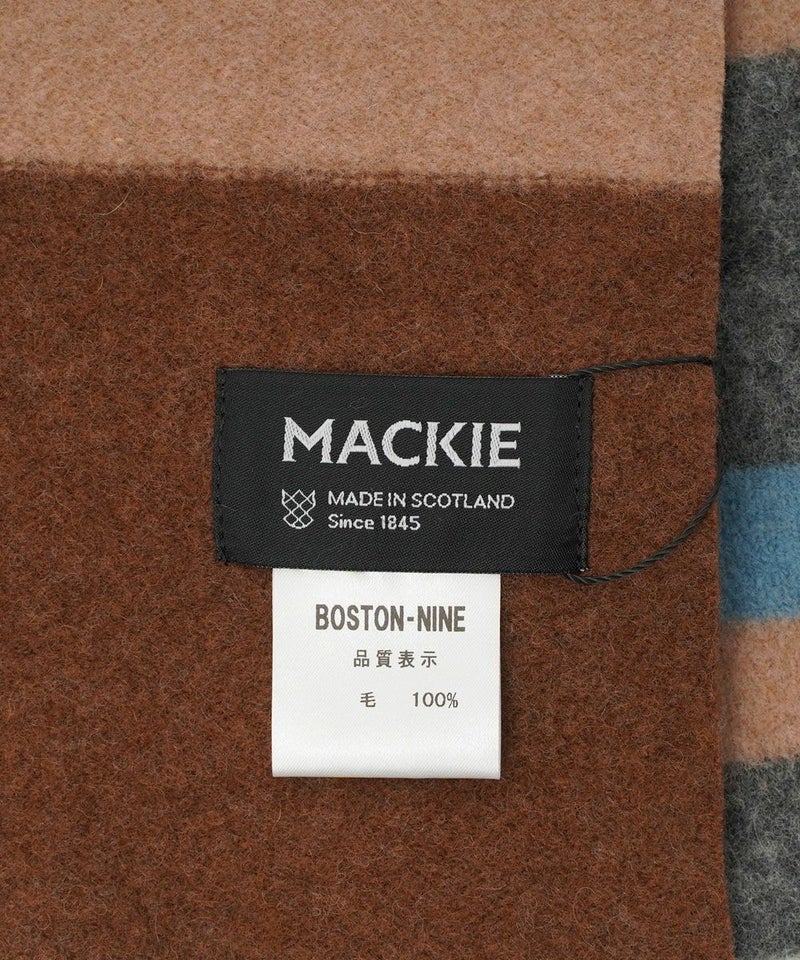 MACKIE
MADE IN SCOTLAND
Since 1845
BOSTON-NINE
品質表示
毛 100%